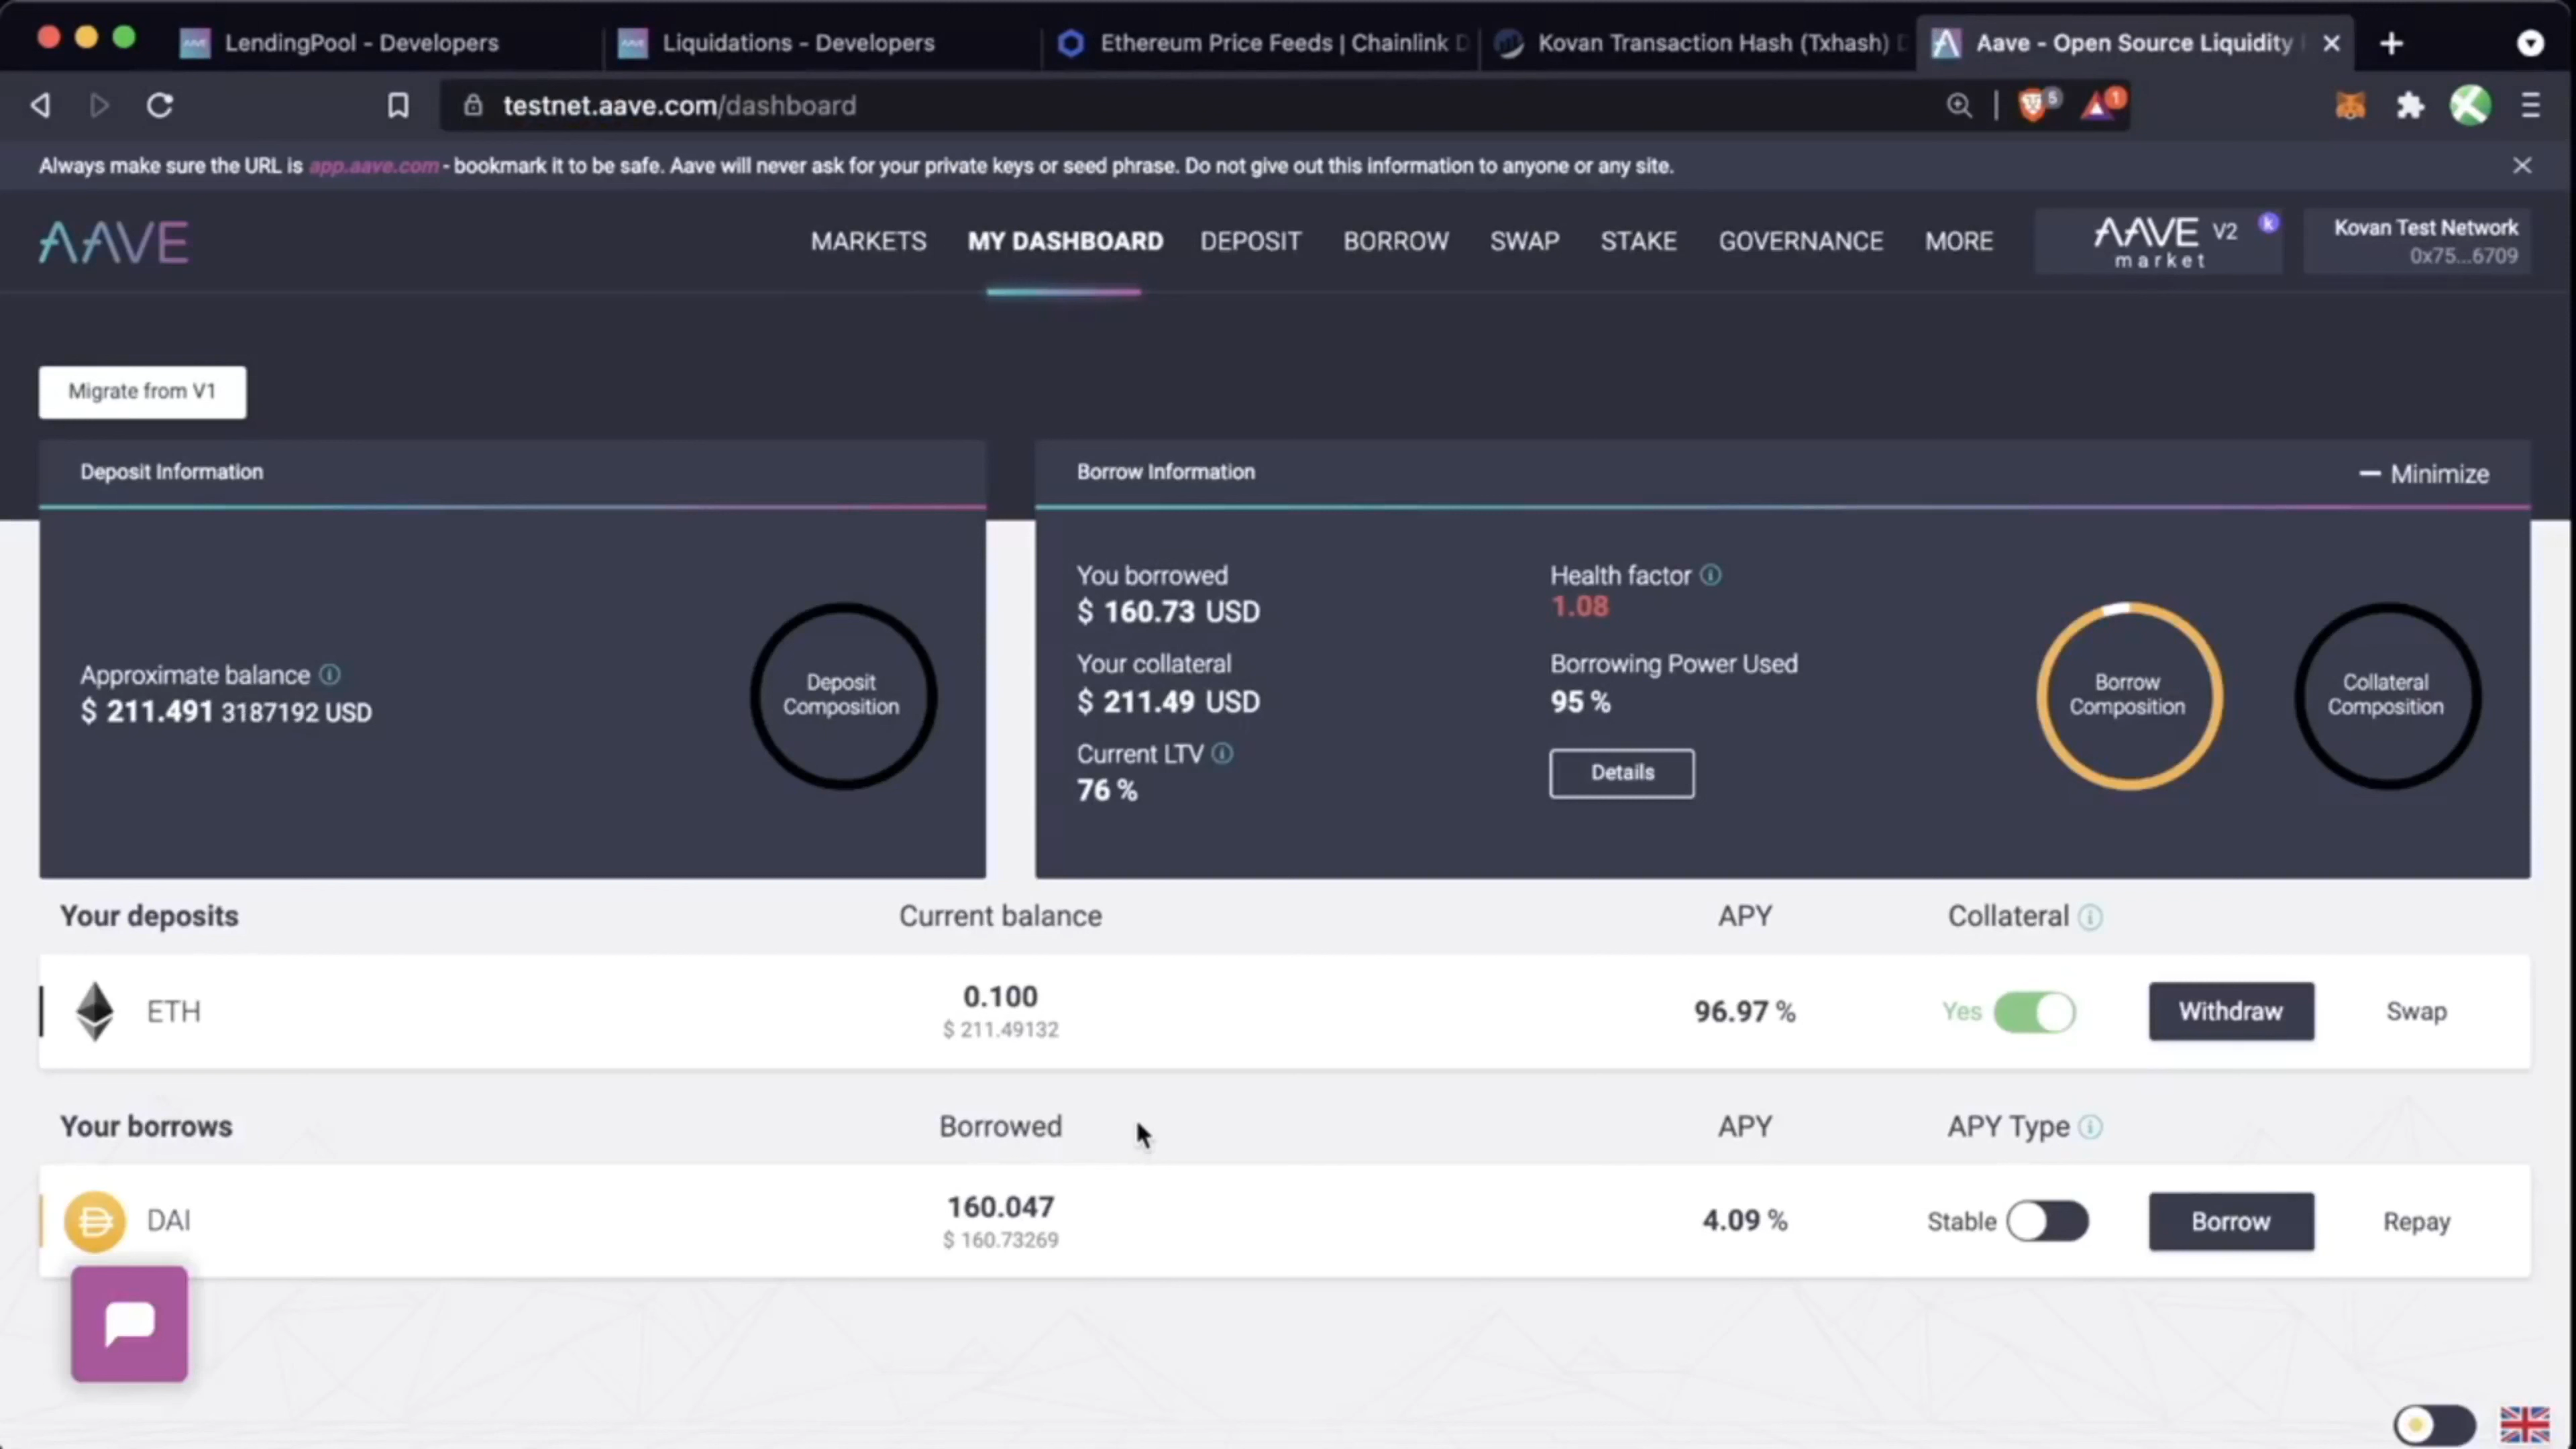 LendingPool - Developers
Liquidations - Developers
Ethereum Price Feeds | Chainlink D
Kovan Transaction Hash (Txhash) D
Aave - Open Source Liquidity
testnet.aave.com/dashboard
5
1
Always make sure the URL is app.aave.com - bookmark it to be safe. Aave will never ask for your private keys or seed phrase. Do not give out this information to anyone or any site.
AAVE
MARKETS
MY DASHBOARD
DEPOSIT
BORROW
SWAP
STAKE
GOVERNANCE
MORE
AAVE V2
market
k
Kovan Test Network
0x75...6709
Migrate from V1
Deposit Information
Approximate balance
$ 211.491 3187192 USD
Deposit
Composition
Borrow Information
Minimize
You borrowed
$ 160.73 USD
Your collateral
$ 211.49 USD
Current LTV
76 %
Health factor
1.08
Borrowing Power Used
95 %
Details
Borrow
Composition
Collateral
Composition
Your deposits
Current balance
APY
Collateral
ETH
0.100
$ 211.49132
96.97 %
Yes
Withdraw
Swap
Your borrows
Borrowed
APY
APY Type
DAI
160.047
$ 160.73269
4.09 %
Stable
Borrow
Repay